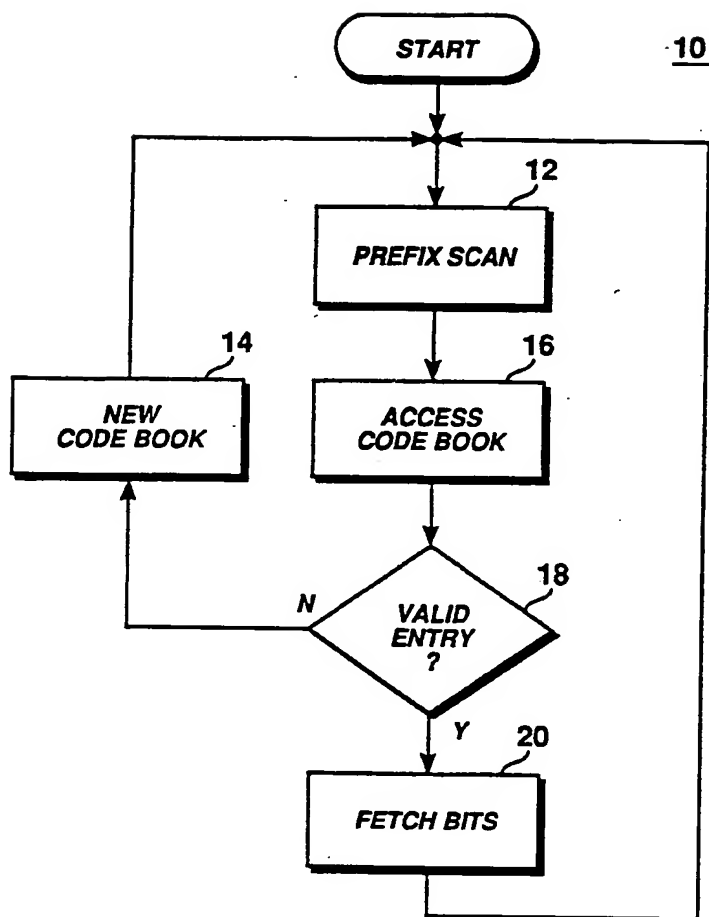 START
10
12
PREFIX SCAN
14
NEW
CODE BOOK
16
ACCESS
CODE BOOK
18
N
VALID
ENTRY
?
Y
20
FETCH BITS